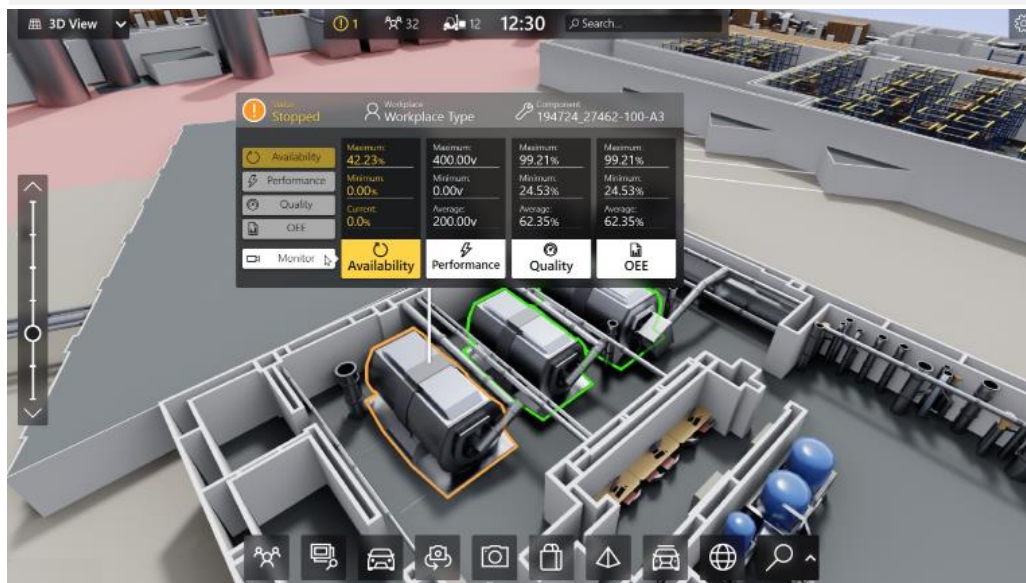 3D View
1
32
12
12:30
Search...
Status
Stopped
Workplace
Workplace Type
Component
194724_27462-100-A3
Availability
Performance
Quality
OEE
Monitor
Maximum:
42.23%
Minimum:
0.00%
Current:
0.0%
Availability
Maximum:
400.00v
Minimum:
0.00v
Average:
200.00v
Performance
Maximum:
99.21%
Minimum:
24.53%
Average:
62.35%
Quality
Maximum:
99.21%
Minimum:
24.53%
Average:
62.35%
OEE